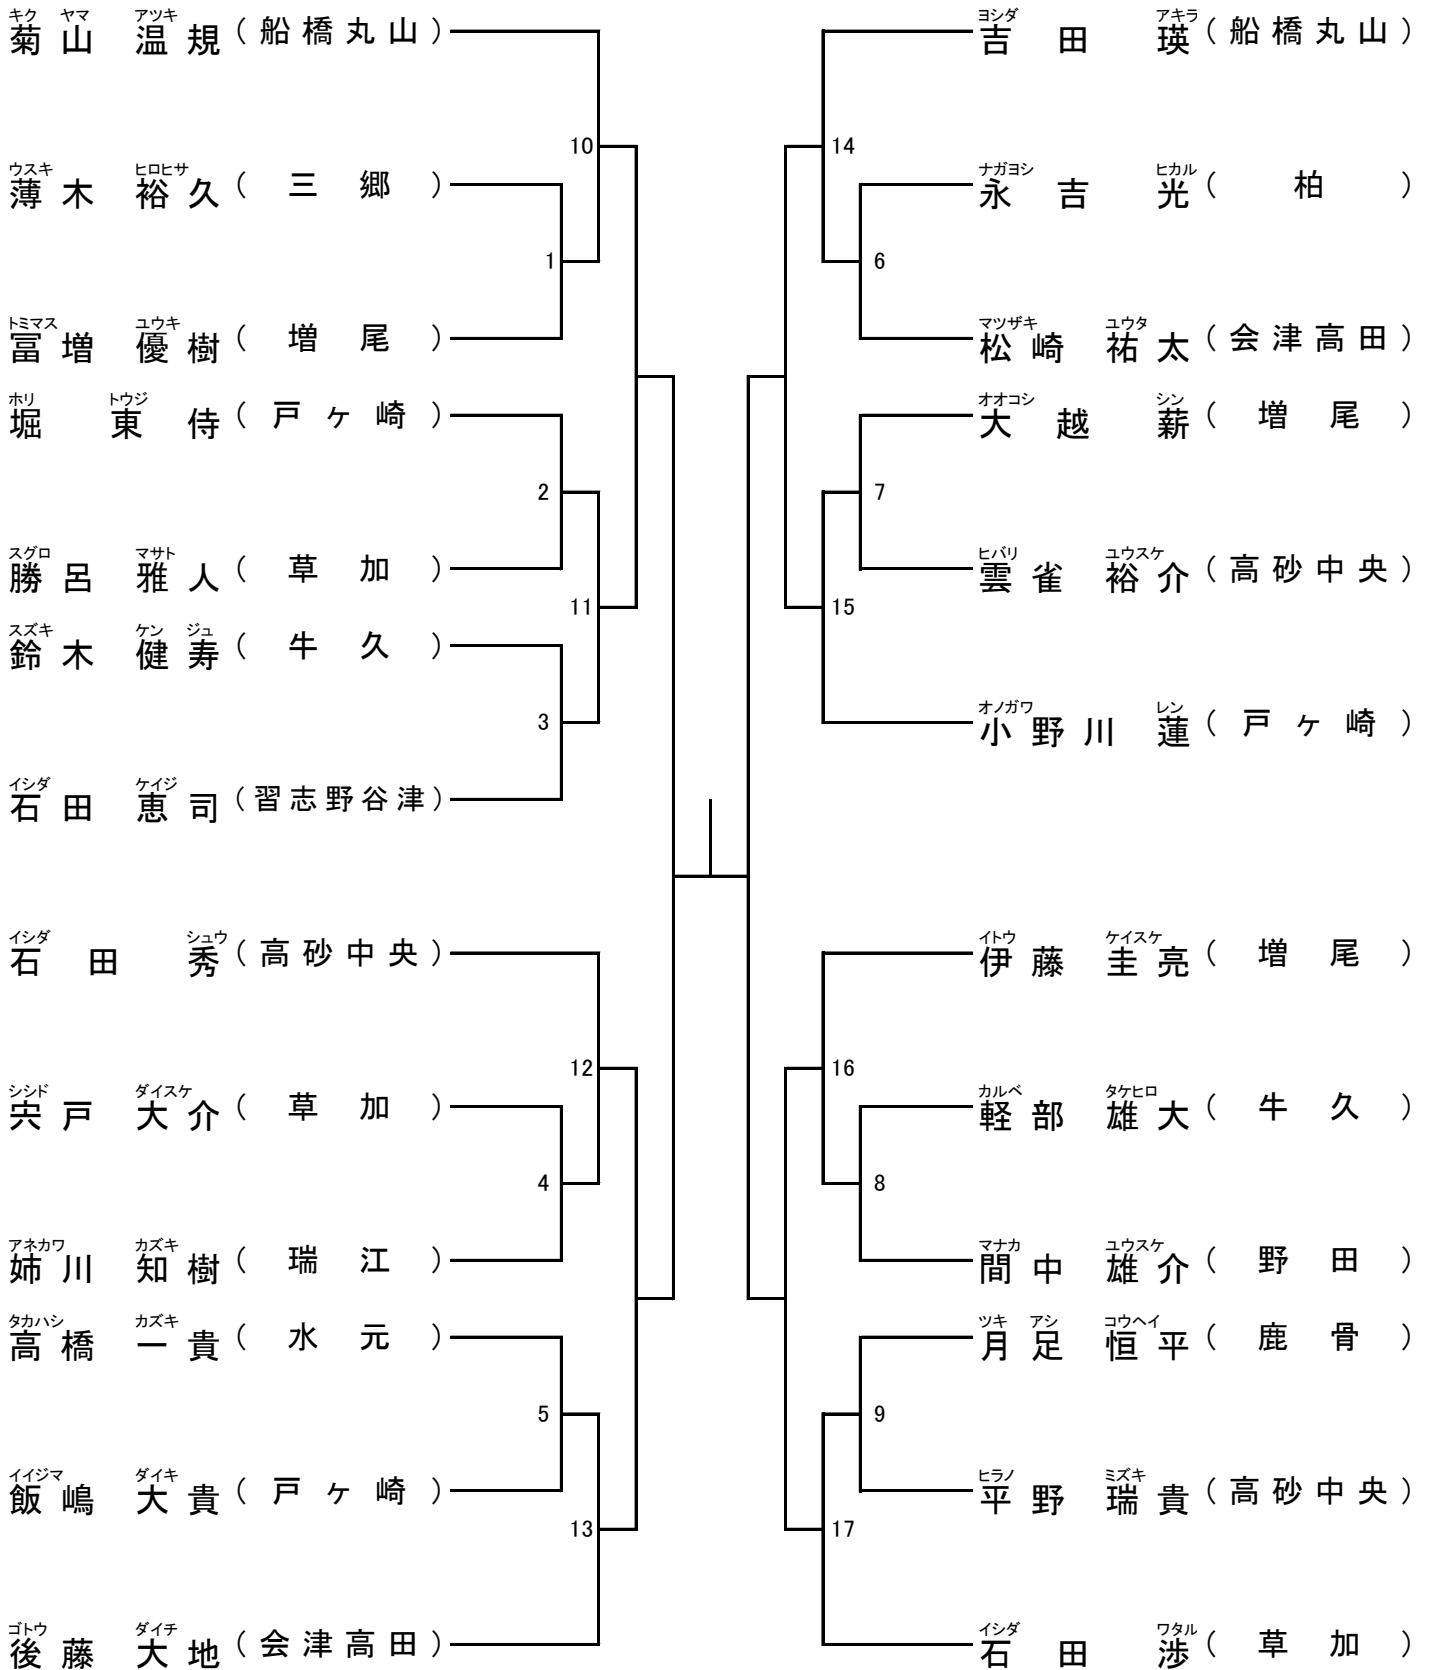 キク ヤマ アツキ
菊山 温規 (船橋丸山)
10
ウスキ ヒロヒサ
薄木 裕久 (三郷)
1
トミマス ユウキ
冨増 優樹 (増尾)
ホリ トウジ
堀 東侍 (戸ヶ崎)
2
スグロ マサト
勝呂 雅人 (草加)
11
スズキ ケン ジュ
鈴木 健寿 (牛久)
3
イシダ ケイジ
石田 恵司 (習志野谷津)
イシダ シュウ
石田 秀 (高砂中央)
12
シシド ダイスケ
宍戸 大介 (草加)
4
アネカワ カズキ
姉川 知樹 (瑞江)
タカハシ カズキ
高橋 一貴 (水元)
5
イイジマ ダイキ
飯嶋 大貴 (戸ヶ崎)
13
ゴトウ ダイチ
後藤 大地 (会津高田)
ヨシダ アキラ
吉田 瑛 (船橋丸山)
14
ナガヨシ ヒカル
永吉 光 (柏)
6
マツザキ ユウタ
松崎 祐太 (会津高田)
オオコシ シン
大越 薪 (増尾)
7
ヒバリ ユウスケ
雲雀 裕介 (高砂中央)
15
オノガワ レン
小野川 蓮 (戸ヶ崎)
イトウ ケイスケ
伊藤 圭亮 (増尾)
16
カルベ タケヒロ
軽部 雄大 (牛久)
8
マナカ ユウスケ
間中 雄介 (野田)
ツキ アシ コウヘイ
月足 恒平 (鹿骨)
9
ヒラノ ミズキ
平野 瑞貴 (高砂中央)
17
イシダ ワタル
石田 渉 (草加)